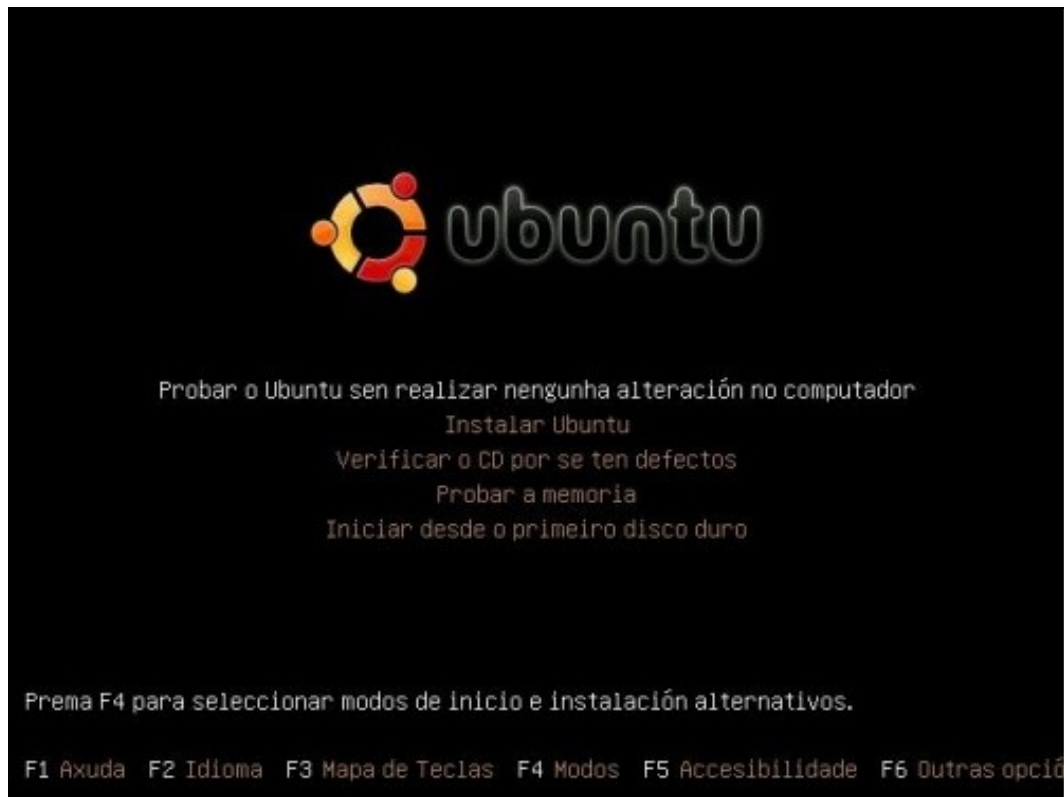 ubuntu
Probar o Ubuntu sen realizar nengunha alteración no computador
Instalar Ubuntu
Verificar o CD por se ten defectos
Probar a memoria
Iniciar desde o primeiro disco duro
Prema F4 para seleccionar modos de inicio e instalación alternativos.
F1 Axuda F2 Idioma F3 Mapa de Teclas F4 Modos F5 Accesibilidade F6 Outras opció